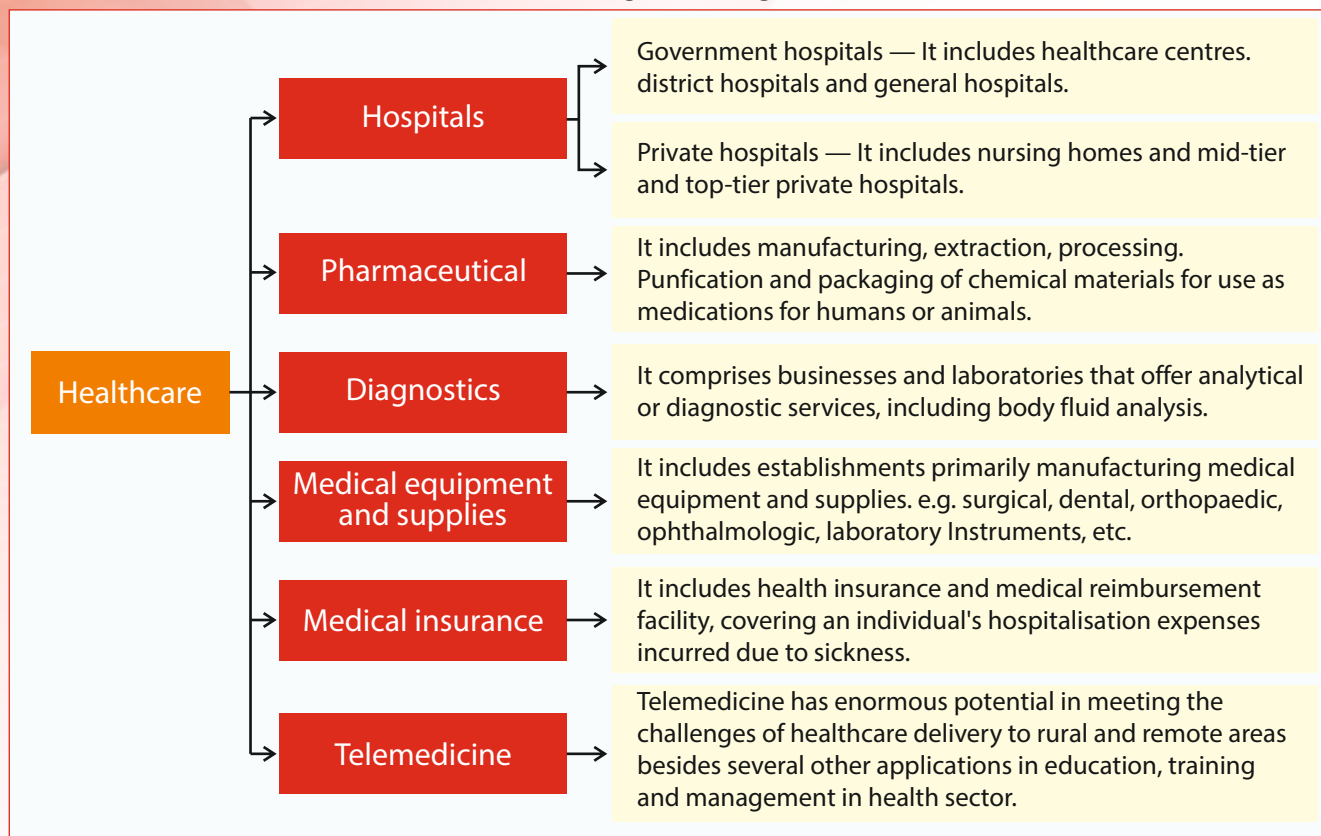 Hospitals
Government hospitals — It includes healthcare centres.
district hospitals and general hospitals.
Private hospitals — It includes nursing homes and mid-tier
and top-tier private hospitals.
Pharmaceutical
It includes manufacturing, extraction, processing.
Punfication and packaging of chemical materials for use as
medications for humans or animals.
Healthcare
Diagnostics
It comprises businesses and laboratories that offer analytical
or diagnostic services, including body fluid analysis.
Medical equipment
and supplies
It includes establishments primarily manufacturing medical
equipment and supplies. e.g. surgical, dental, orthopaedic,
ophthalmologic, laboratory Instruments, etc.
Medical insurance
It includes health insurance and medical reimbursement
facility, covering an individual's hospitalisation expenses
incurred due to sickness.
Telemedicine
Telemedicine has enormous potential in meeting the
challenges of healthcare delivery to rural and remote areas
besides several other applications in education, training
and management in health sector.